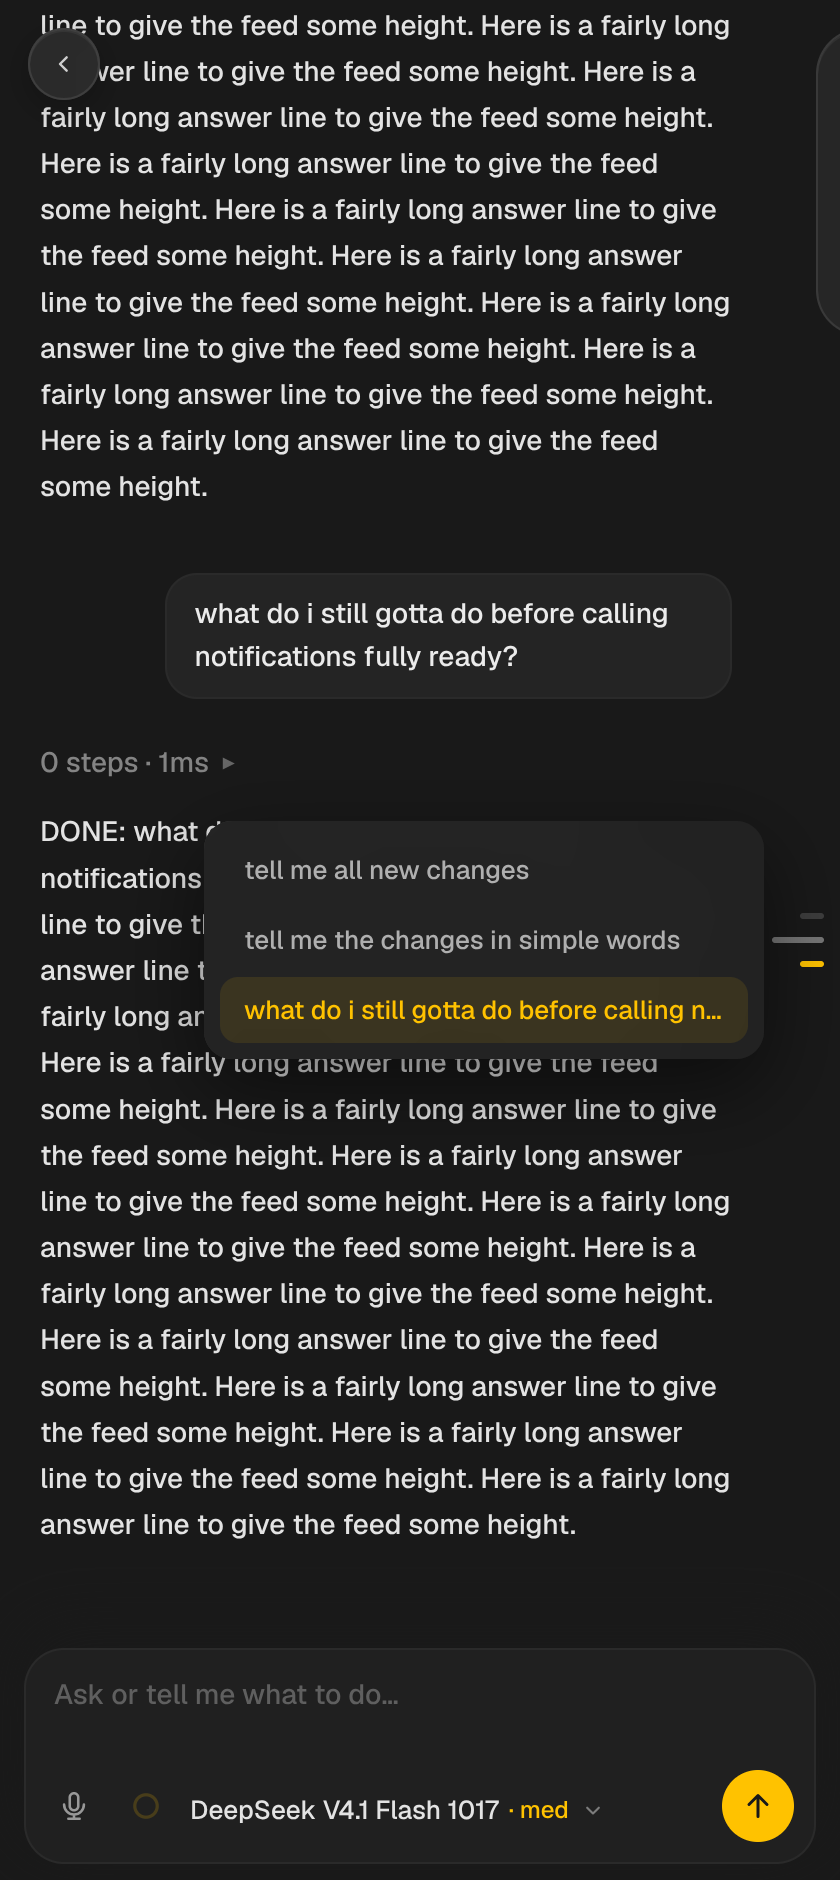 line to give the feed some height. Here is a fairly long
wer line to give the feed some height. Here is a
fairly long answer line to give the feed some height.
Here is a fairly long answer line to give the feed
some height. Here is a fairly long answer line to give
the feed some height. Here is a fairly long answer
line to give the feed some height. Here is a fairly long
answer line to give the feed some height. Here is a
fairly long answer line to give the feed some height.
Here is a fairly long answer line to give the feed
some height.
what do i still gotta do before calling
notifications fully ready?
0 steps · 1ms ▸
DONE: what d
notifications
line to give t
answer line t
fairly long an
tell me all new changes
tell me the changes in simple words
what do i still gotta do before calling n...
Here is a fairly long answer line to give the feed
some height. Here is a fairly long answer line to give
the feed some height. Here is a fairly long answer
line to give the feed some height. Here is a fairly long
answer line to give the feed some height. Here is a
fairly long answer line to give the feed some height.
Here is a fairly long answer line to give the feed
some height. Here is a fairly long answer line to give
the feed some height. Here is a fairly long answer
line to give the feed some height. Here is a fairly long
answer line to give the feed some height.
Ask or tell me what to do...
DeepSeek V4.1 Flash 1017 · med